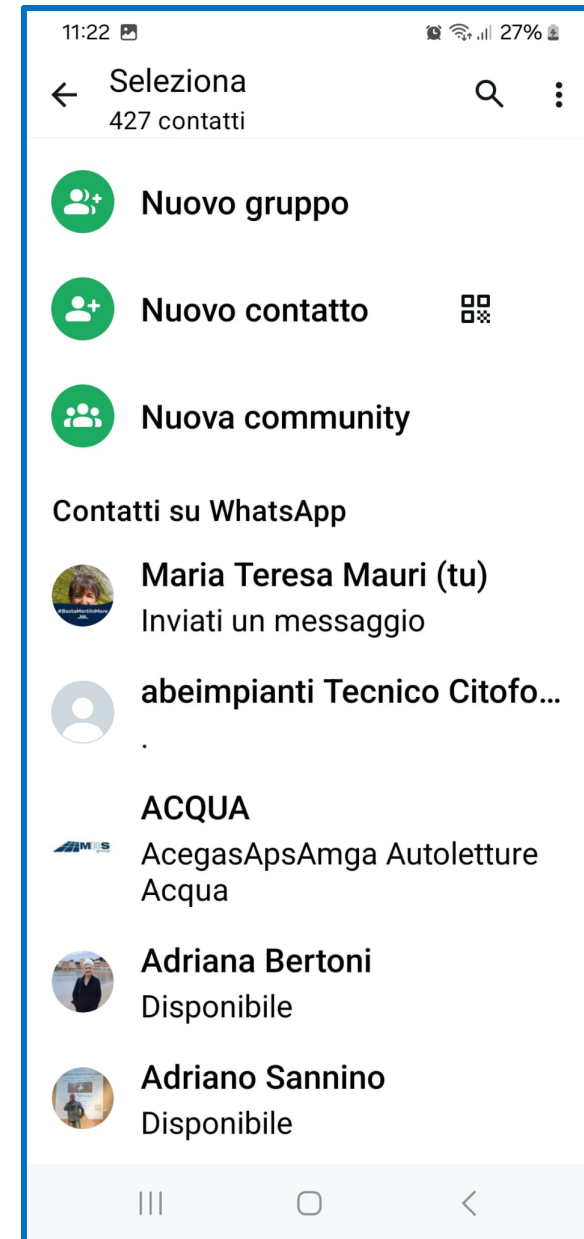 11:22
27%
Seleziona
427 contatti
Nuovo gruppo
Nuovo contatto
Nuova community
Contatti su WhatsApp
Maria Teresa Mauri (tu)
#BastaMortiInMare
Inviati un messaggio
abeimpianti Tecnico Citofo...
.
ACQUA
AcegasApsAmga Autoletture
Acqua
Adriana Bertoni
Disponibile
Adriano Sannino
Disponibile